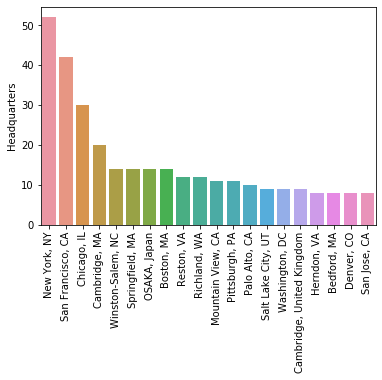 50
40
30
20
10
0
Headquarters
New York, NY
San Francisco, CA
Chicago, IL
Cambridge, MA
Winston-Salem, NC
Springfield, MA
OSAKA, Japan
Boston, MA
Reston, VA
Richland, WA
Mountain View, CA
Pittsburgh, PA
Palo Alto, CA
Salt Lake City, UT
Washington, DC
Cambridge, United Kingdom
Herndon, VA
Bedford, MA
Denver, CO
San Jose, CA